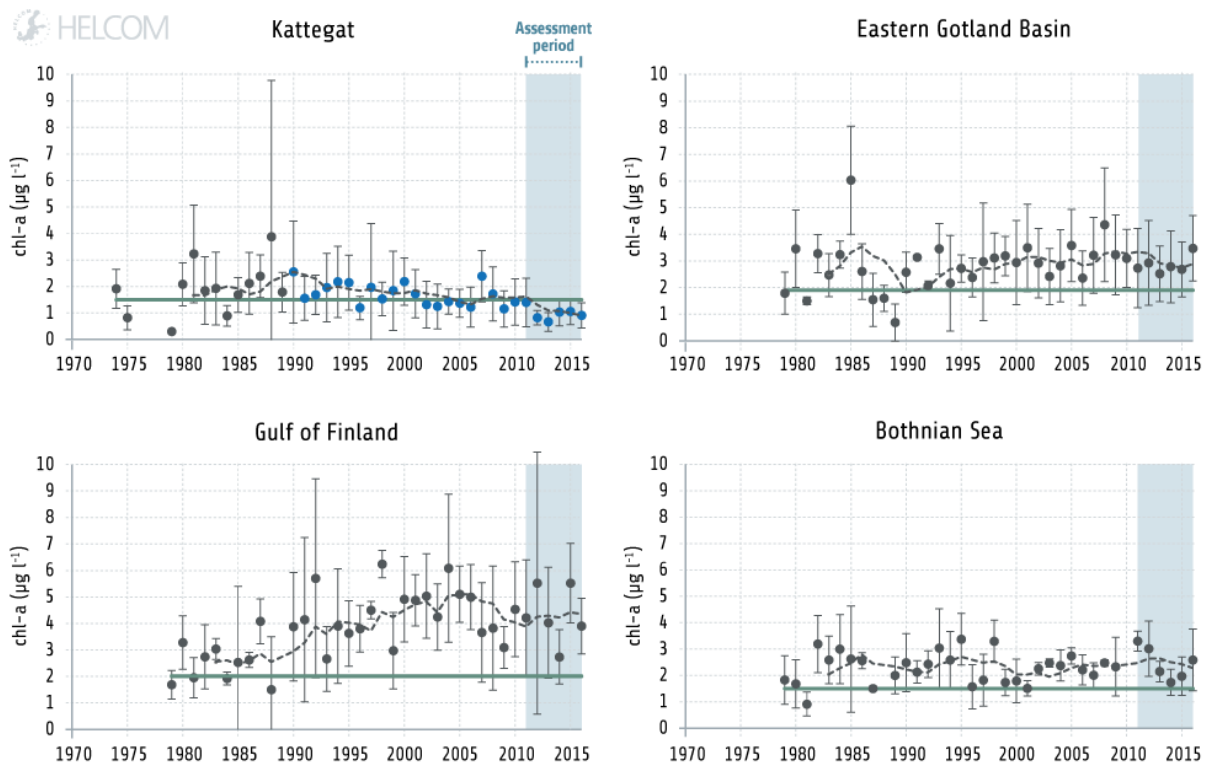 HELCOM
Kattegat
Assessment
period
chl-a (µg l⁻¹)
10
9
8
7
6
5
4
3
2
1
0
1970 1975 1980 1985 1990 1995 2000 2005 2010 2015
Eastern Gotland Basin
chl-a (µg l⁻¹)
10
9
8
7
6
5
4
3
2
1
0
1970 1975 1980 1985 1990 1995 2000 2005 2010 2015
Gulf of Finland
chl-a (µg l⁻¹)
10
9
8
7
6
5
4
3
2
1
0
1970 1975 1980 1985 1990 1995 2000 2005 2010 2015
Bothnian Sea
chl-a (µg l⁻¹)
10
9
8
7
6
5
4
3
2
1
0
1970 1975 1980 1985 1990 1995 2000 2005 2010 2015